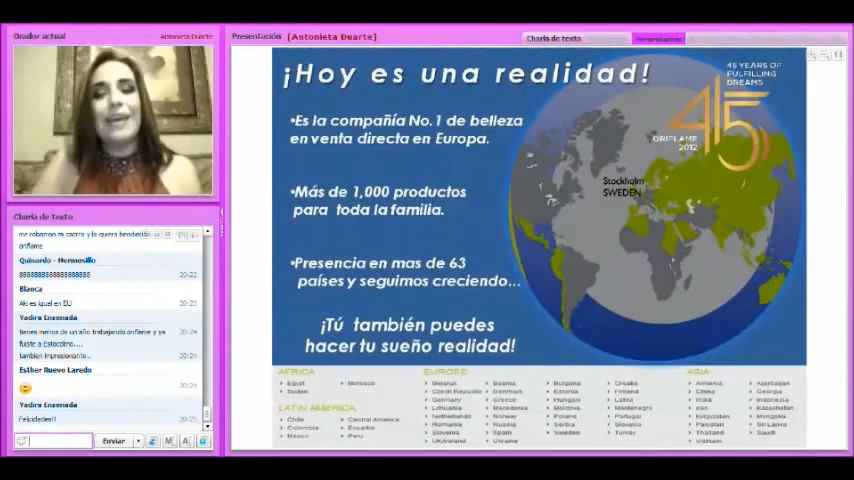 Orador actual
Antonieta Duarte
Presentación
[Antonieta Duarte]
Charla de texto
Presentación
¡Hoy es una realidad!
45 YEARS OF
FULFILLING
DREAMS
45
ORIFLAME
2012
•Es la compañía No. 1 de belleza
en venta directa en Europa.
Stockholm
SWEDEN
•Más de 1,000 productos
para toda la familia.
•Presencia en mas de 63
países y seguimos creciendo...
¡Tú también puedes
hacer tu sueño realidad!
Charla de texto
oriflame
Quinardo - Hermosillo
20:22
Blanca
Aki es igual en EU
20:23
Yadira Ensenada
20:24
tienes menos de un año trabajando oriflame y ya
fuiste a Estocolmo....
tambien impresionante..
20:24
Esther Nuevo Laredo
Yadira Ensenada
Felicidades!!
20:25
Enviar
AFRICA
Egypt
Morocco
Sudan
LATIN AMERICA
Chile
Central America
Colombia
Ecuador
Mexico
Peru
EUROPE
Belarus
Bosnia
Bulgaria
Croatia
Czech Republic
Denmark
Estonia
Finland
Germany
Greece
Hungary
Latvia
Lithuania
Macedonia
Moldva
Montenegro
Netherlands
Norway
Poland
Portugal
Romania
Russia
Serbia
Slovakia
Slovenia
Spain
Sweden
Turkey
UK/Ireland
Ukraine
ASIA
Armenia
Azerbaijan
China
Georgia
India
Indonesia
Iran
Kazakhstan
Kyrgyzstan
Mongolia
Pakistan
Sri Lanka
Thailand
Saudi
Vietnam